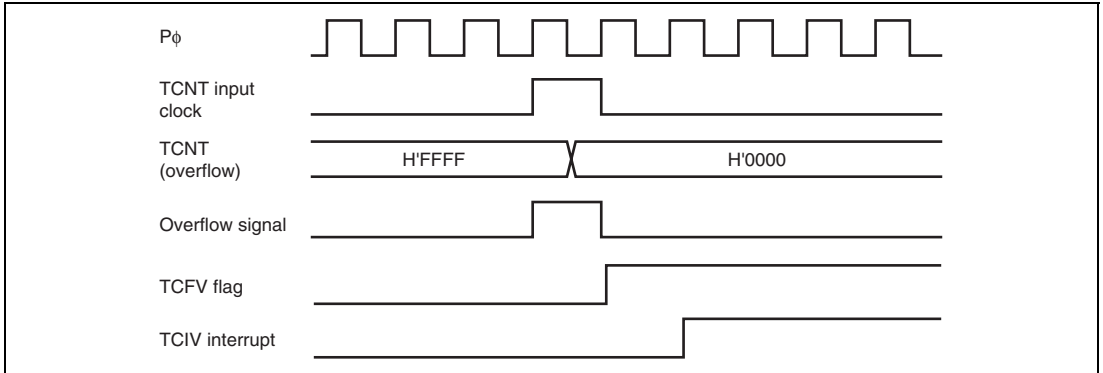 Pϕ
TCNT input
clock
TCNT
(overflow)
H'FFFF
H'0000
Overflow signal
TCFV flag
TCIV interrupt